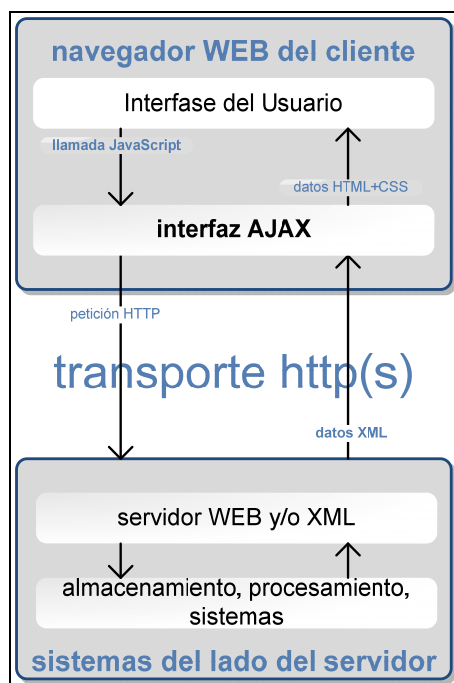 navegador WEB del cliente
Interfase del Usuario
llamada JavaScript
datos HTML+CSS
interfaz AJAX
petición HTTP
transporte http(s)
datos XML
servidor WEB y/o XML
almacenamiento, procesamiento,
sistemas
sistemas del lado del servidor